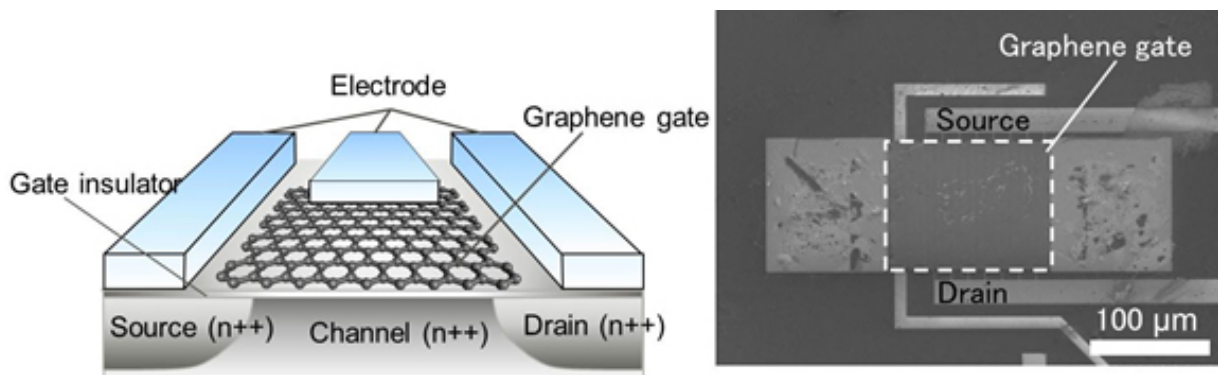 Electrode
Graphene gate
Gate insulator
Source (n++)
Channel (n++)
Drain (n++)
Graphene gate
Source
Drain
100 μm